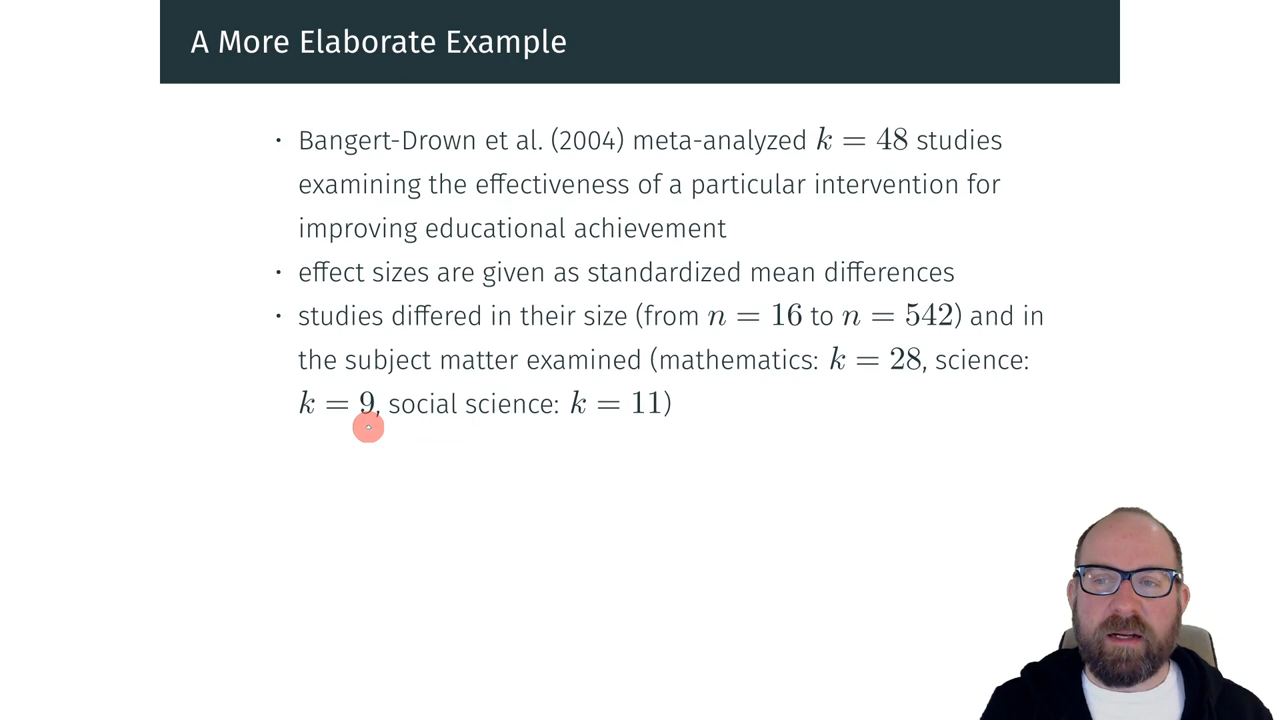 A More Elaborate Example
· Bangert-Drown et al. (2004) meta-analyzed k = 48 studies
examining the effectiveness of a particular intervention for
improving educational achievement
· effect sizes are given as standardized mean differences
· studies differed in their size (from n = 16 to n = 542) and in
the subject matter examined (mathematics: k = 28, science:
k = 9, social science: k = 11)